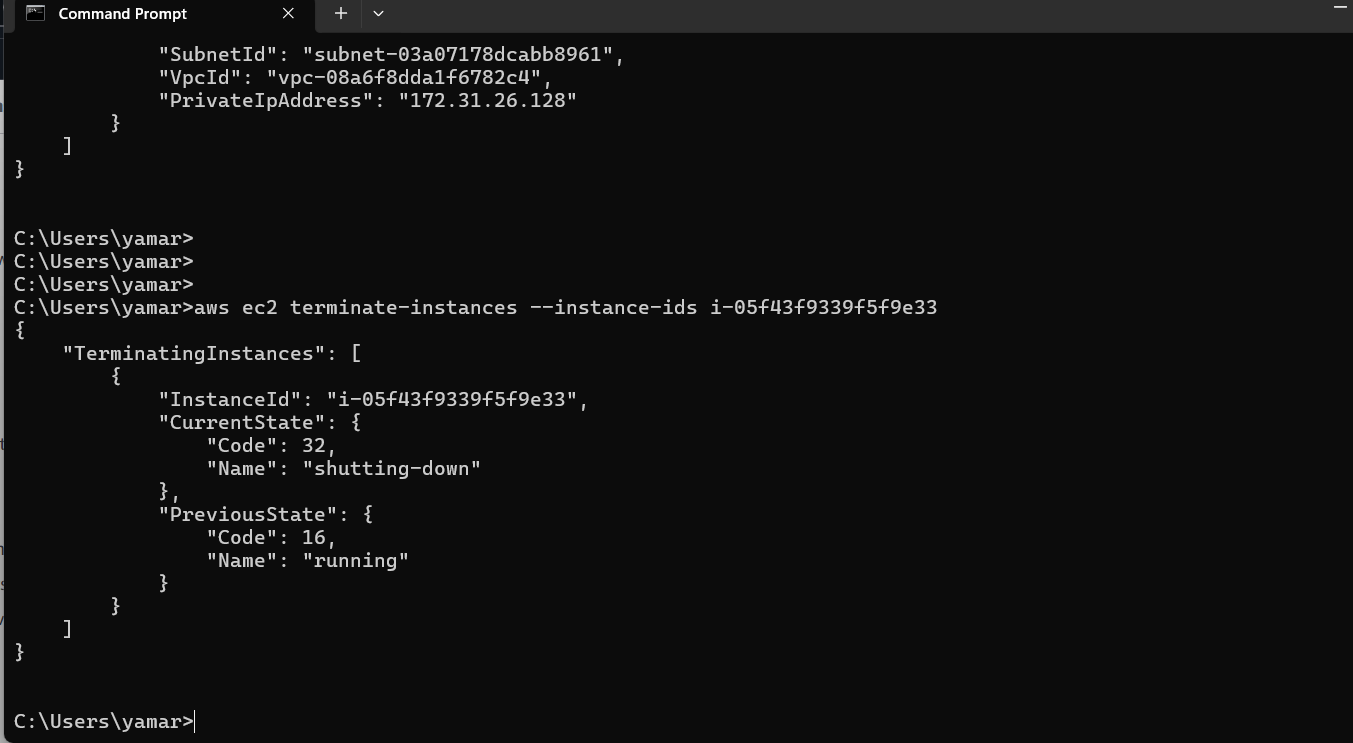 Command Prompt
            "SubnetId": "subnet-03a07178dcabb8961",
            "VpcId": "vpc-08a6f8dda1f6782c4",
            "PrivateIpAddress": "172.31.26.128"
        }
    ]
}
C:\Users\yamar>
C:\Users\yamar>
C:\Users\yamar>
C:\Users\yamar>aws ec2 terminate-instances --instance-ids i-05f43f9339f5f9e33
{
    "TerminatingInstances": [
        {
            "InstanceId": "i-05f43f9339f5f9e33",
            "CurrentState": {
                "Code": 32,
                "Name": "shutting-down"
            },
            "PreviousState": {
                "Code": 16,
                "Name": "running"
            }
        }
    ]
}
C:\Users\yamar>